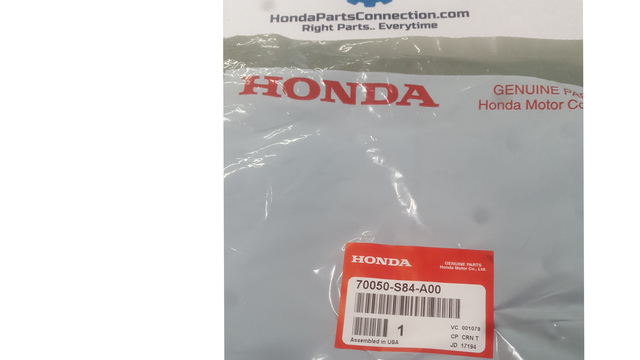 HondaPartsConnection.com
Right Parts.. Everytime
HONDA
GENUINE PA
Honda Motor Co
HONDA
GENUINE PARTS
Honda Motor Co., Ltd.
70050-S84-A00
1
VC 001079
CP CRN T
JD 17194
Assembled in USA